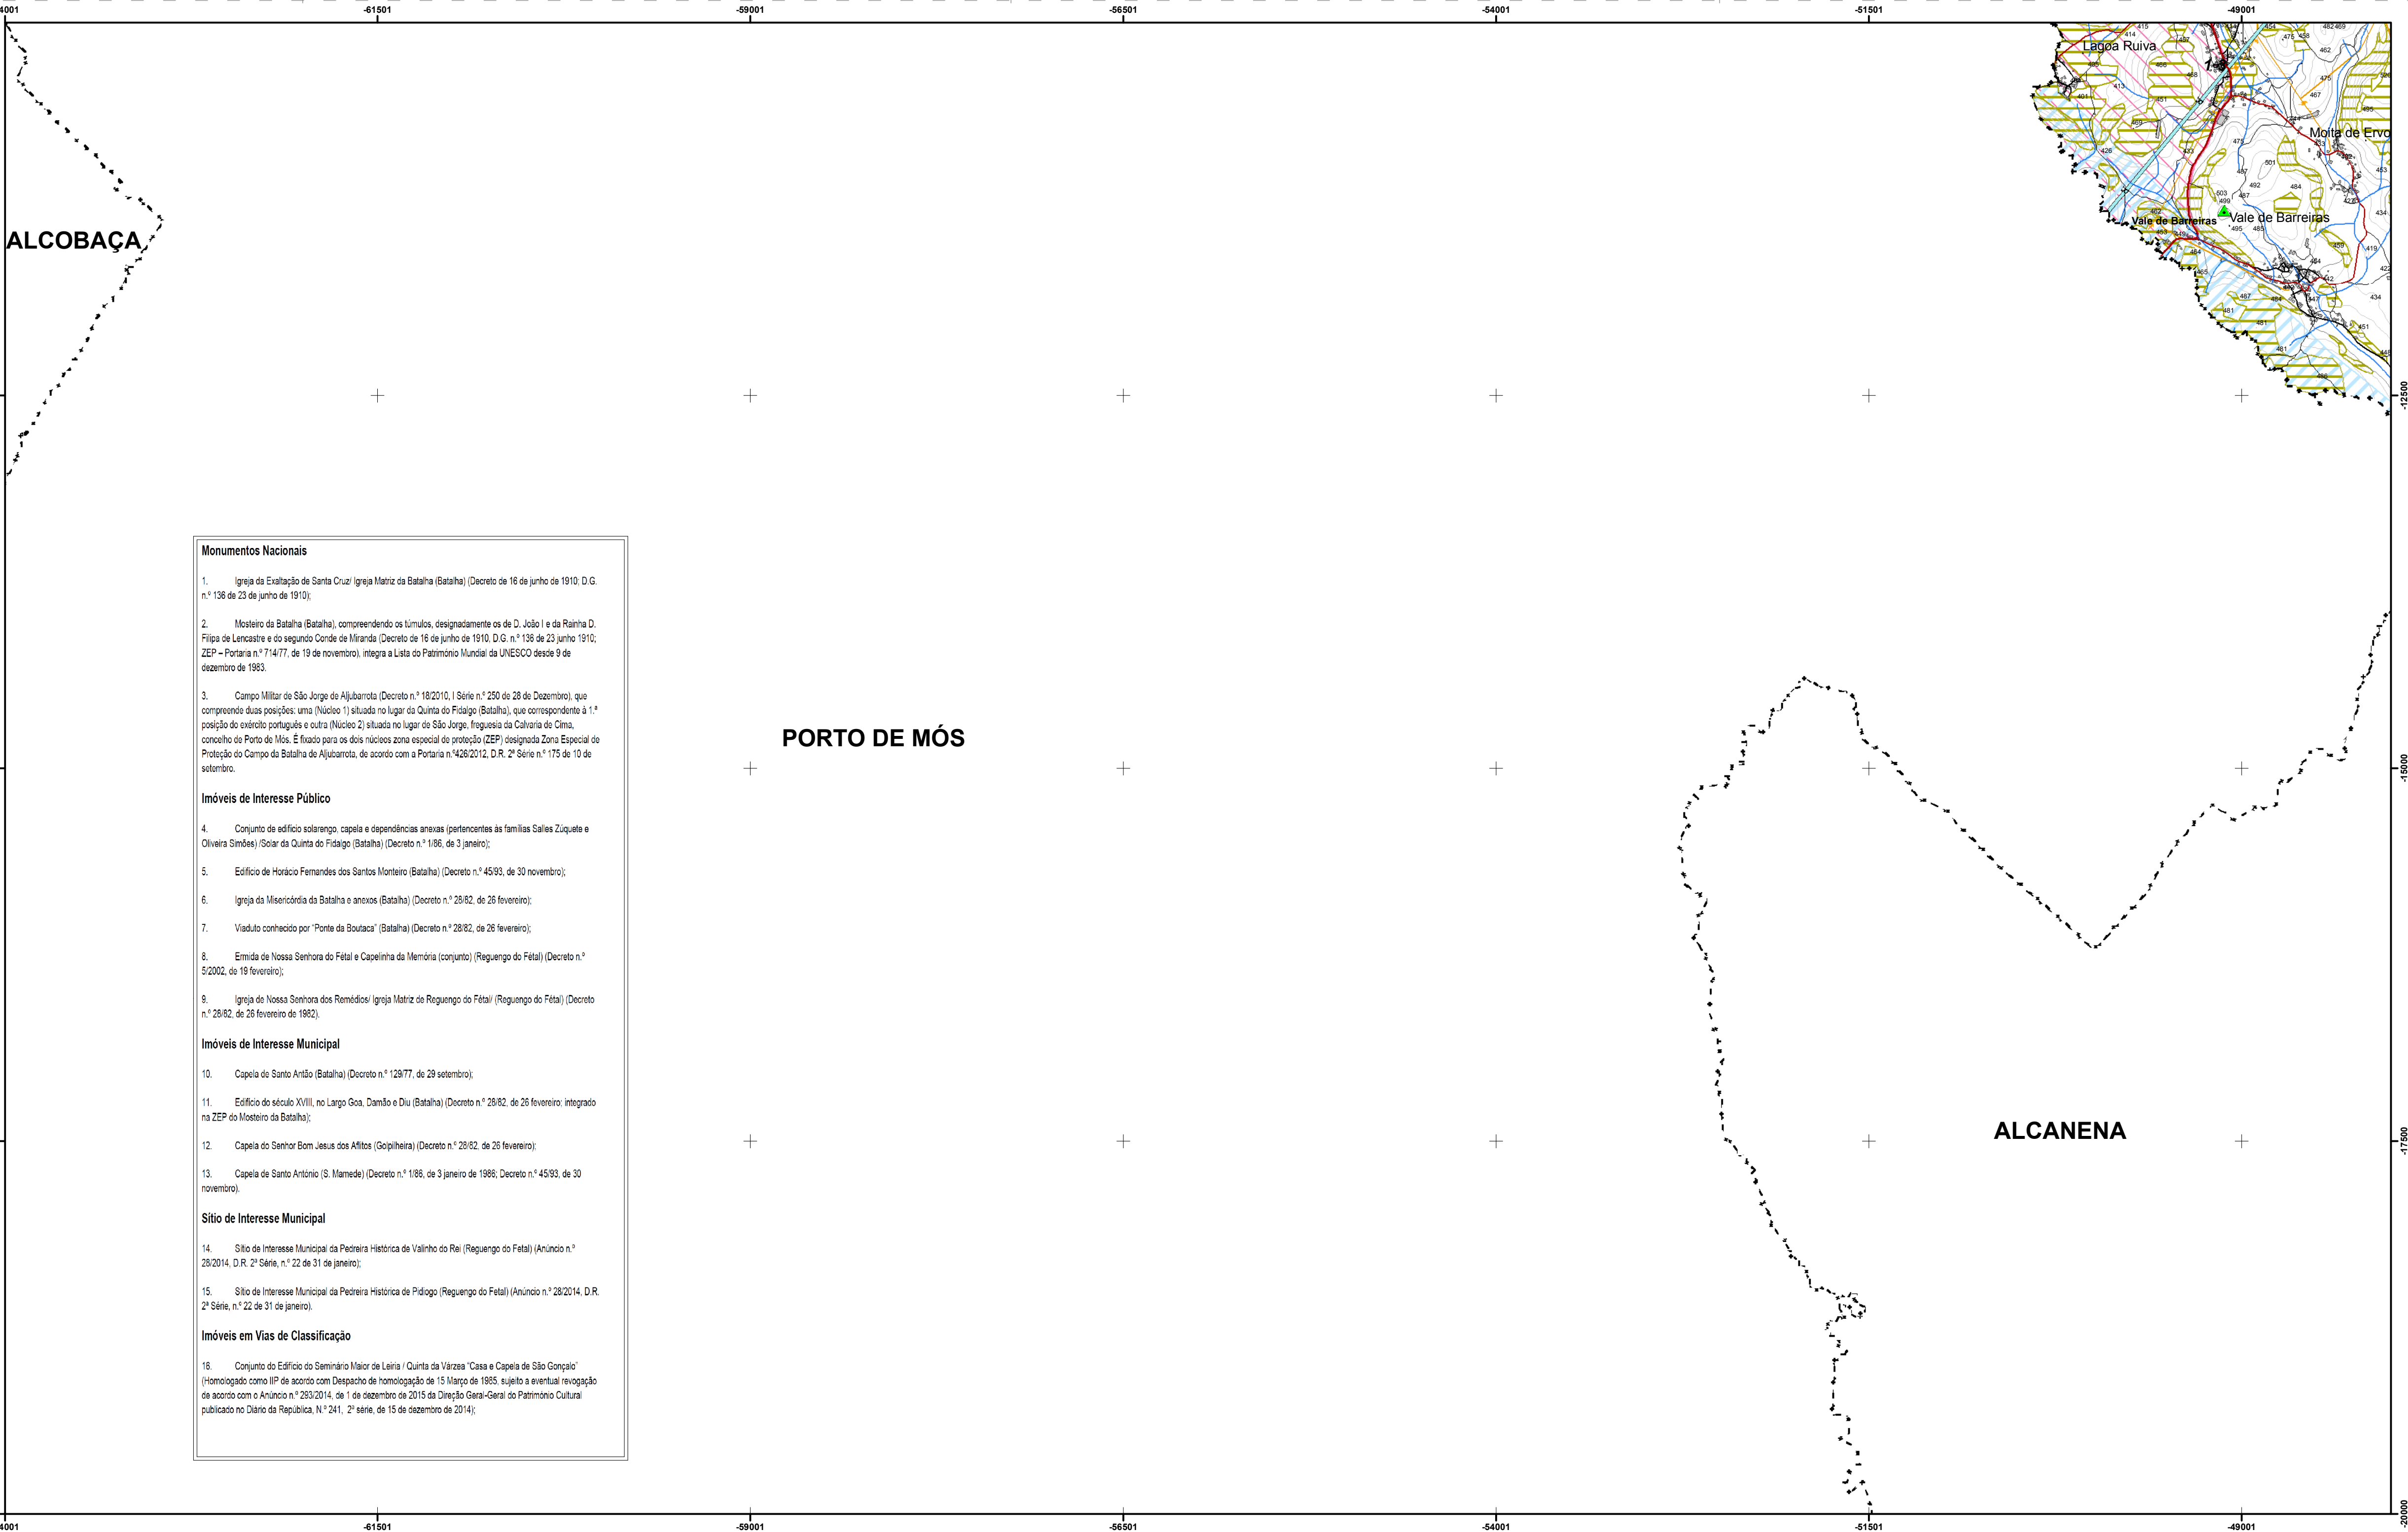 4001 -61501 -59001 -56501 -54001 -51501 -49001
Lagoa Ruiva
Moita de Ervo
Vale de Barreiras
Vale de Barreiras
ALCOBAÇA
-12500
Monumentos Nacionais
1. Igreja da Exaltação de Santa Cruz/ Igreja Matriz da Batalha (Batalha) (Decreto de 16 de junho de 1910; D.G.
n.º 136 de 23 de junho de 1910);
2. Mosteiro da Batalha (Batalha), compreendendo os túmulos, designadamente os de D. João I e da Rainha D.
Filipa de Lencastre e do segundo Conde de Miranda (Decreto de 16 de junho de 1910, D.G. n.º 136 de 23 junho 1910;
ZEP – Portaria n.º 714/77, de 19 de novembro), integra a Lista do Património Mundial da UNESCO desde 9 de
dezembro de 1983.
3. Campo Militar de São Jorge de Aljubarrota (Decreto n.º 18/2010, I Série n.º 250 de 28 de Dezembro), que
compreende duas posições: uma (Núcleo 1) situada no lugar da Quinta do Fidalgo (Batalha), que correspondente à 1.ª
posição do exército português e outra (Núcleo 2) situada no lugar de São Jorge, freguesia da Calvaria de Cima,
concelho de Porto de Mós. É fixado para os dois núcleos zona especial de proteção (ZEP) designada Zona Especial de
Proteção do Campo da Batalha de Aljubarrota, de acordo com a Portaria n.º426/2012, D.R. 2ª Série n.º 175 de 10 de
setembro.
Imóveis de Interesse Público
4. Conjunto de edifício solarengo, capela e dependências anexas (pertencentes às famílias Salles Zúquete e
Oliveira Simões) /Solar da Quinta do Fidalgo (Batalha) (Decreto n.º 1/86, de 3 janeiro);
5. Edifício de Horácio Fernandes dos Santos Monteiro (Batalha) (Decreto n.º 45/93, de 30 novembro);
6. Igreja da Misericórdia da Batalha e anexos (Batalha) (Decreto n.º 28/82, de 26 fevereiro);
7. Viaduto conhecido por “Ponte da Boutaca” (Batalha) (Decreto n.º 28/82, de 26 fevereiro);
8. Ermida de Nossa Senhora do Fétal e Capelinha da Memória (conjunto) (Reguengo do Fétal) (Decreto n.º
5/2002, de 19 fevereiro);
9. Igreja de Nossa Senhora dos Remédios/ Igreja Matriz de Reguengo do Fétal/ (Reguengo do Fétal) (Decreto
n.º 28/82, de 26 fevereiro de 1982).
Imóveis de Interesse Municipal
10. Capela de Santo Antão (Batalha) (Decreto n.º 129/77, de 29 setembro);
11. Edifício do século XVIII, no Largo Goa, Damão e Diu (Batalha) (Decreto n.º 28/82, de 26 fevereiro; integrado
na ZEP do Mosteiro da Batalha);
12. Capela do Senhor Bom Jesus dos Aflitos (Golpilheira) (Decreto n.º 28/82, de 26 fevereiro);
13. Capela de Santo António (S. Mamede) (Decreto n.º 1/86, de 3 janeiro de 1986; Decreto n.º 45/93, de 30
novembro).
Sítio de Interesse Municipal
14. Sítio de Interesse Municipal da Pedreira Histórica de Valinho do Rei (Reguengo do Fetal) (Anúncio n.º
28/2014, D.R. 2ª Série, n.º 22 de 31 de janeiro);
15. Sítio de Interesse Municipal da Pedreira Histórica de Pidiogo (Reguengo do Fetal) (Anúncio n.º 28/2014, D.R.
2ª Série, n.º 22 de 31 de janeiro).
Imóveis em Vias de Classificação
18. Conjunto do Edifício do Seminário Maior de Leiria / Quinta da Várzea “Casa e Capela de São Gonçalo”
(Homologado como IIP de acordo com Despacho de homologação de 15 Março de 1985, sujeito a eventual revogação
de acordo com o Anúncio n.º 293/2014, de 1 de dezembro de 2015 da Direção Geral-Geral do Património Cultural
publicado no Diário da República, N.º 241, 2ª série, de 15 de dezembro de 2014);
PORTO DE MÓS
-15000
ALCANENA
-17500
-20000
4001 -61501 -59001 -56501 -54001 -51501 -49001